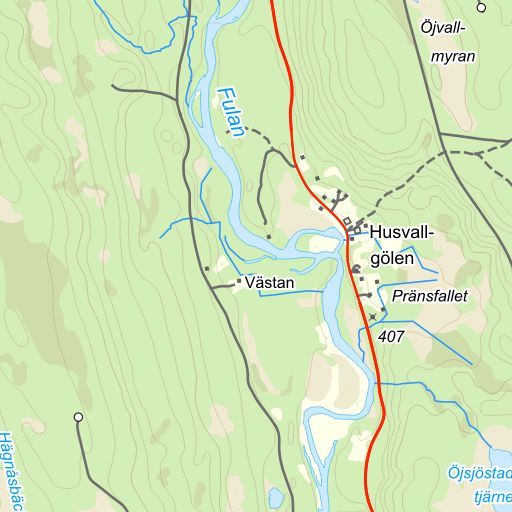 Öjvall-
myran
Fulan
Husvall-
gölen
Västan
Pränsfallet
407
Hägnåsbäc
Öjsjöstad
tjärne